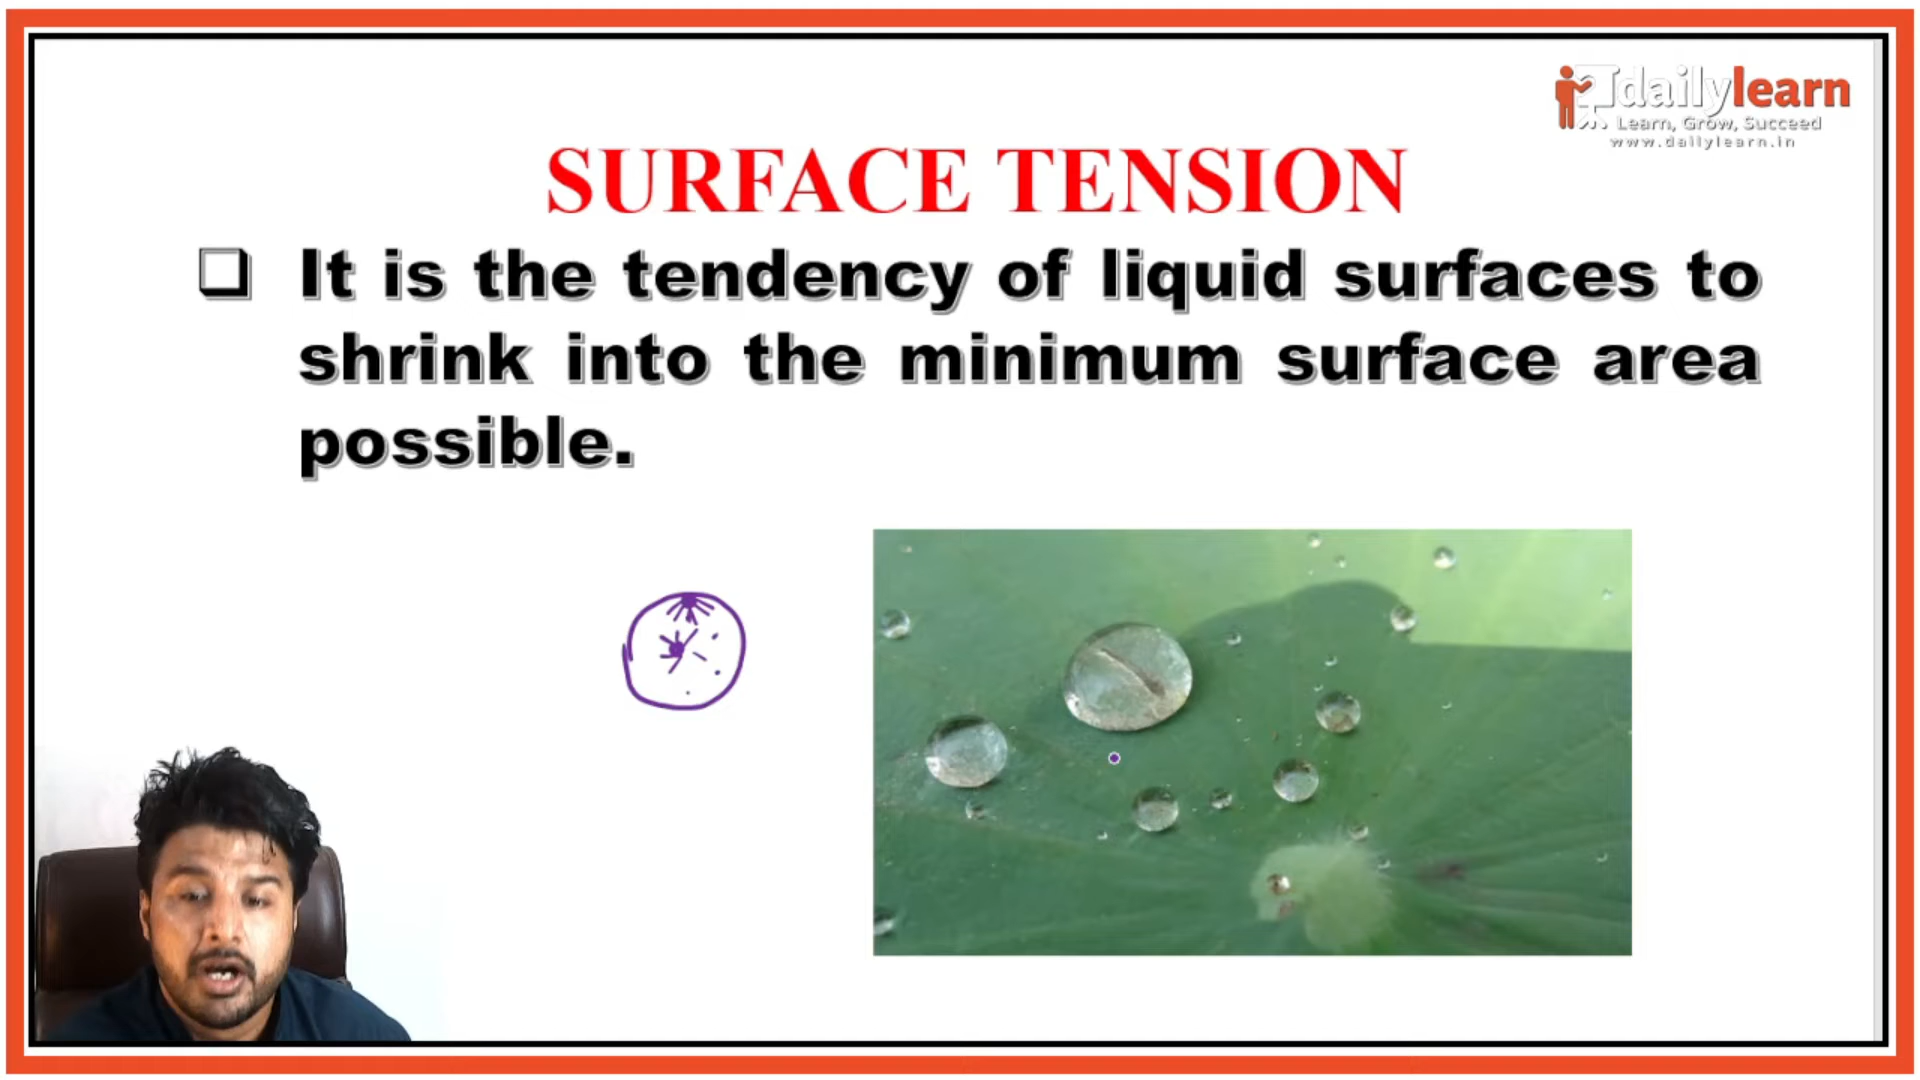 dailylearn
Learn, Grow, Succeed
www.dailylearn.in
SURFACE TENSION
❑ It is the tendency of liquid surfaces to
shrink into the minimum surface area
possible.